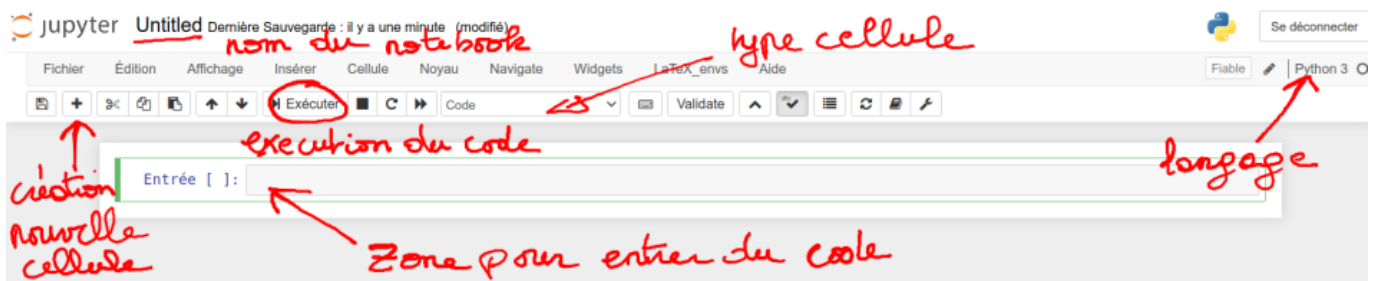 jupyter Untitled Dernière Sauvegarde : il y a une minute (modifié) Se déconnecter
nom du notebook
type cellule
Fichier Édition Affichage Insérer Cellule Noyau Navigate Widgets LaTeX_envs Aide Fiable Python 3
Exécuter Code Validate
execution du code
langage
Entrée [ ]:
création
nouvelle
cellule
Zone pour entrer du code